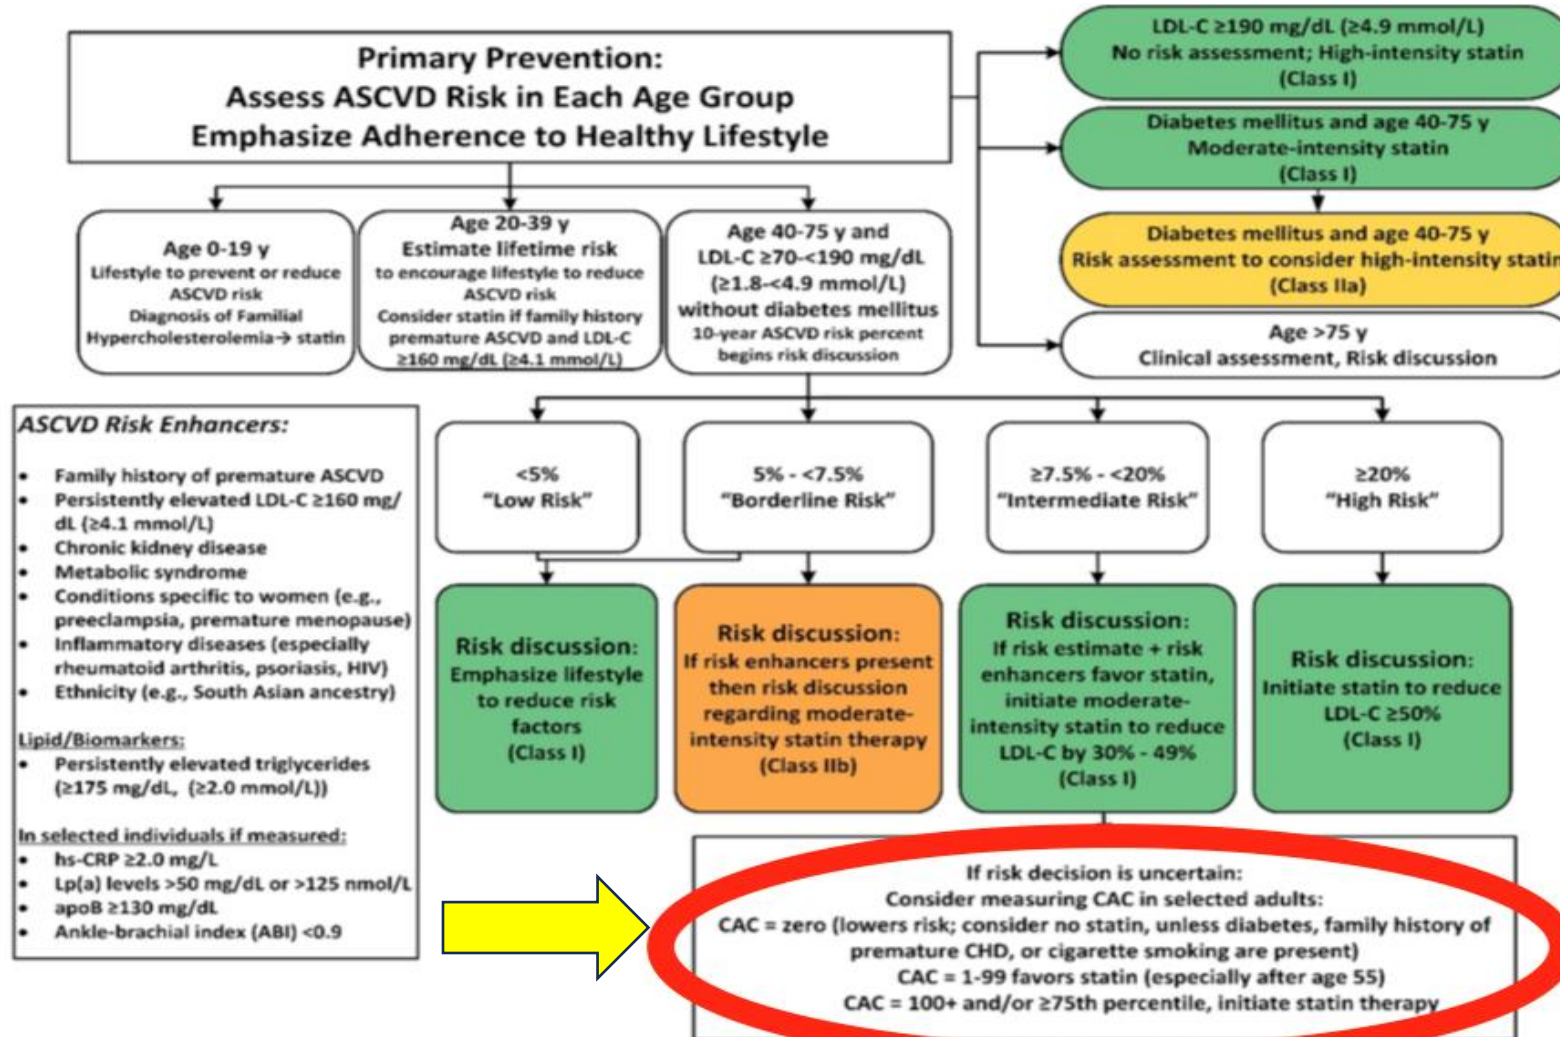 Primary Prevention:
Assess ASCVD Risk in Each Age Group
Emphasize Adherence to Healthy Lifestyle
LDL-C ≥190 mg/dL (≥4.9 mmol/L)
No risk assessment; High-intensity statin
(Class I)
Diabetes mellitus and age 40-75 y
Moderate-intensity statin
(Class I)
Diabetes mellitus and age 40-75 y
Risk assessment to consider high-intensity statin
(Class IIa)
Age >75 y
Clinical assessment, Risk discussion
Age 0-19 y
Lifestyle to prevent or reduce
ASCVD risk
Diagnosis of Familial
Hypercholesterolemia→ statin
Age 20-39 y
Estimate lifetime risk
to encourage lifestyle to reduce
ASCVD risk
Consider statin if family history
premature ASCVD and LDL-C
≥160 mg/dL (≥4.1 mmol/L)
Age 40-75 y and
LDL-C ≥70-<190 mg/dL
(≥1.8-<4.9 mmol/L)
without diabetes mellitus
10-year ASCVD risk percent
begins risk discussion
ASCVD Risk Enhancers:
• Family history of premature ASCVD
• Persistently elevated LDL-C ≥160 mg/
dL (≥4.1 mmol/L)
• Chronic kidney disease
• Metabolic syndrome
• Conditions specific to women (e.g.,
preeclampsia, premature menopause)
• Inflammatory diseases (especially
rheumatoid arthritis, psoriasis, HIV)
• Ethnicity (e.g., South Asian ancestry)
Lipid/Biomarkers:
• Persistently elevated triglycerides
(≥175 mg/dL, (≥2.0 mmol/L))
In selected individuals if measured:
• hs-CRP ≥2.0 mg/L
• Lp(a) levels >50 mg/dL or >125 nmol/L
• apoB ≥130 mg/dL
• Ankle-brachial index (ABI) <0.9
<5%
“Low Risk”
5% - <7.5%
“Borderline Risk”
≥7.5% - <20%
“Intermediate Risk”
≥20%
“High Risk”
Risk discussion:
Emphasize lifestyle
to reduce risk
factors
(Class I)
Risk discussion:
If risk enhancers present
then risk discussion
regarding moderate-
intensity statin therapy
(Class IIb)
Risk discussion:
If risk estimate + risk
enhancers favor statin,
initiate moderate-
intensity statin to reduce
LDL-C by 30% - 49%
(Class I)
Risk discussion:
Initiate statin to reduce
LDL-C ≥50%
(Class I)
If risk decision is uncertain:
Consider measuring CAC in selected adults:
CAC = zero (lowers risk; consider no statin, unless diabetes, family history of
premature CHD, or cigarette smoking are present)
CAC = 1-99 favors statin (especially after age 55)
CAC = 100+ and/or ≥75th percentile, initiate statin therapy